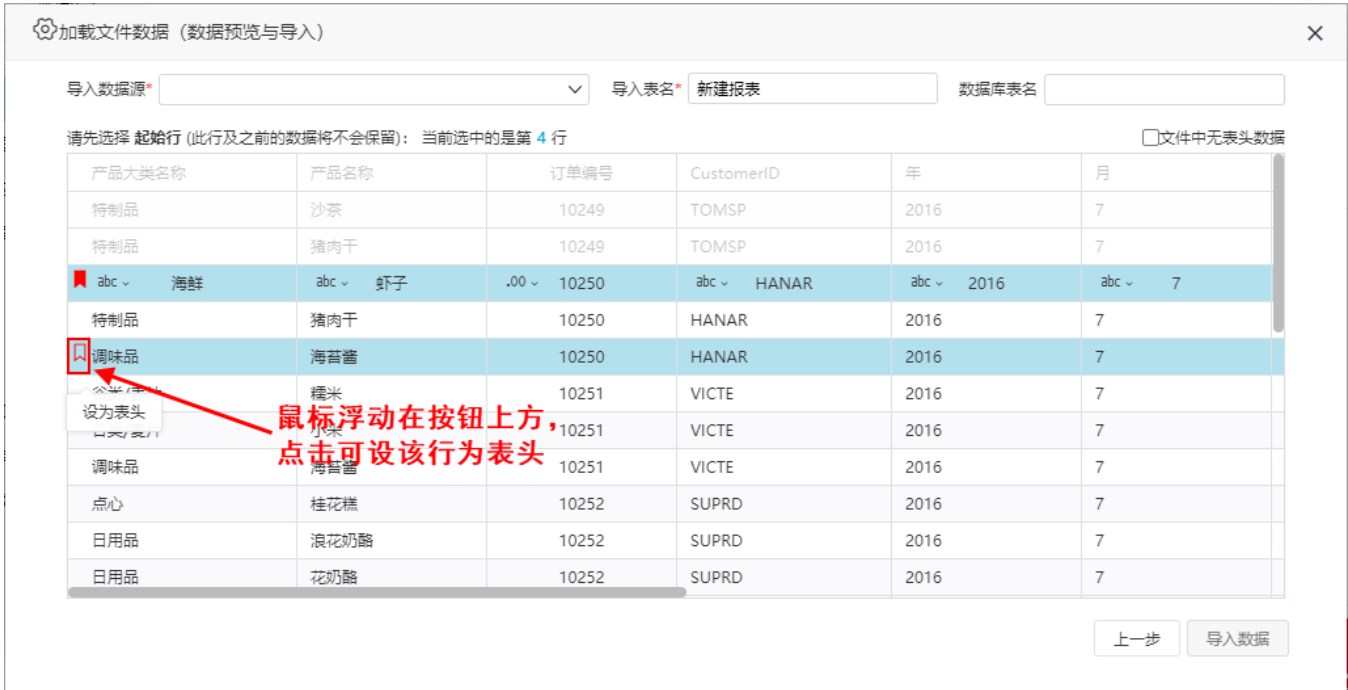 加载文件数据（数据预览与导入）
导入数据源* 导入表名* 新建报表 数据库表名
请先选择 起始行 (此行及之前的数据将不会保留)： 当前选中的是第 4 行 文件中无表头数据
产品大类名称 产品名称 订单编号 CustomerID 年 月
特制品 沙茶 10249 TOMSP 2016 7
特制品 猪肉干 10249 TOMSP 2016 7
abc 海鲜 abc 虾子 .00 10250 abc HANAR abc 2016 abc 7
特制品 猪肉干 10250 HANAR 2016 7
调味品 海苔酱 10250 HANAR 2016 7
糯米 10251 VICTE 2016 7
设为表头
小米 10251 VICTE 2016 7
鼠标浮动在按钮上方，
点击可设该行为表头
调味品 海苔酱 10251 VICTE 2016 7
点心 桂花糕 10252 SUPRD 2016 7
日用品 浪花奶酪 10252 SUPRD 2016 7
日用品 花奶酪 10252 SUPRD 2016 7
上一步 导入数据